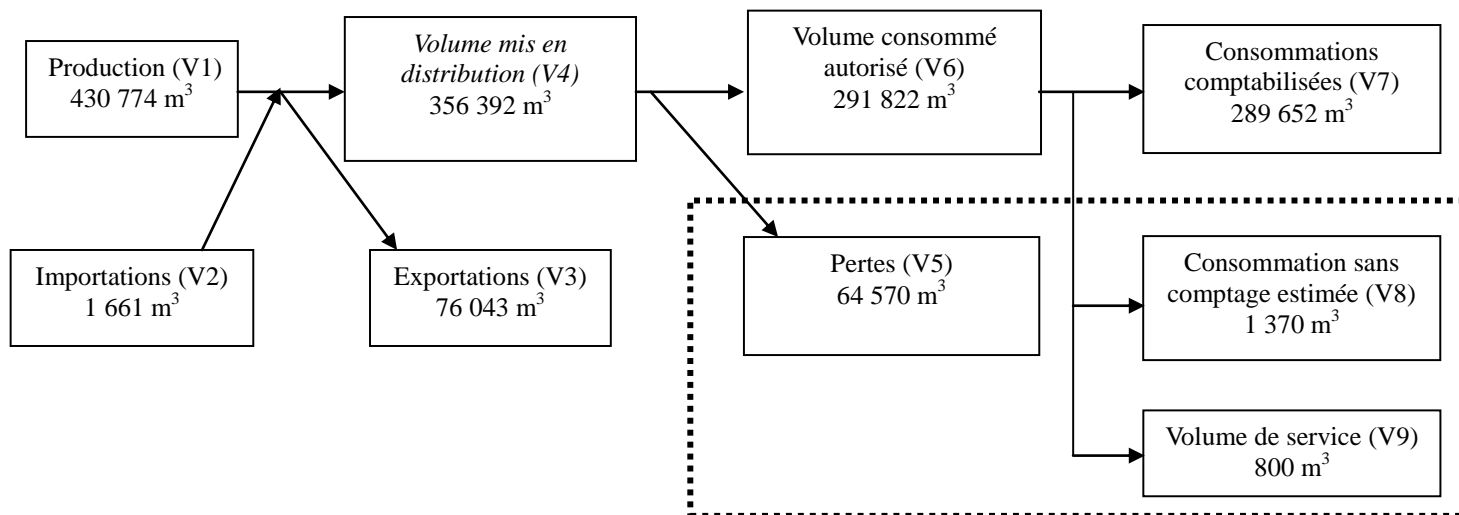 Production (V1)
430 774 m³
Volume mis en
distribution (V4)
356 392 m³
Volume consommé
autorisé (V6)
291 822 m³
Consommations
comptabilisées (V7)
289 652 m³
Importations (V2)
1 661 m³
Exportations (V3)
76 043 m³
Pertes (V5)
64 570 m³
Consommation sans
comptage estimée (V8)
1 370 m³
Volume de service (V9)
800 m³